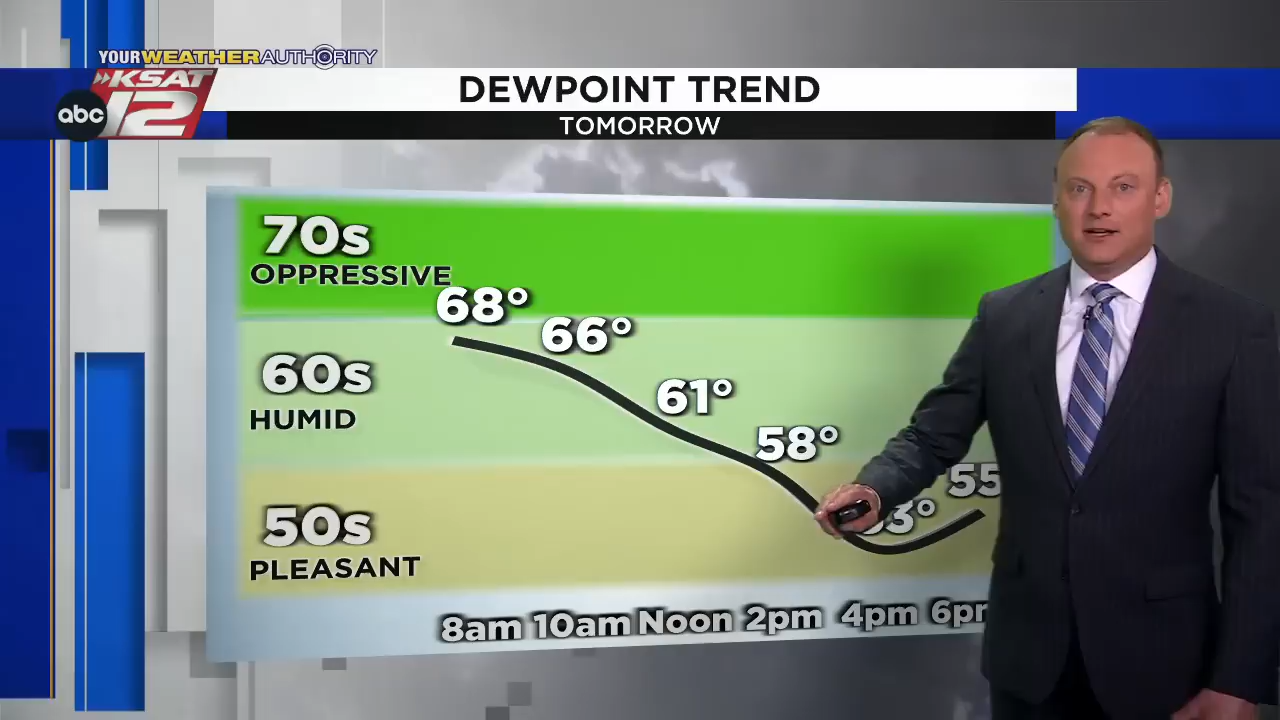 YOUR WEATHER AUTHORITY
KSAT
abc 12
DEWPOINT TREND
TOMORROW
70s
OPPRESSIVE
68°
66°
60s
HUMID
61°
58°
55
50s
PLEASANT
8am 10am Noon 2pm 4pm